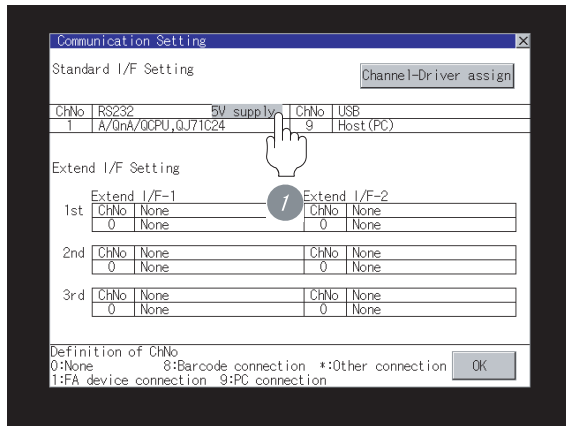 Communication Setting
Standard I/F Setting
Channel-Driver assign
ChNo RS232 5V supply ChNo USB
1 A/QnA/QCPU,QJ71C24 9 Host(PC)
Extend I/F Setting
Extend I/F-1 Extend I/F-2
1st ChNo None ChNo None
0 None 0 None
2nd ChNo None ChNo None
0 None 0 None
3rd ChNo None ChNo None
0 None 0 None
1
Definition of ChNo
0:None 8:Barcode connection *:Other connection OK
1:FA device connection 9:PC connection